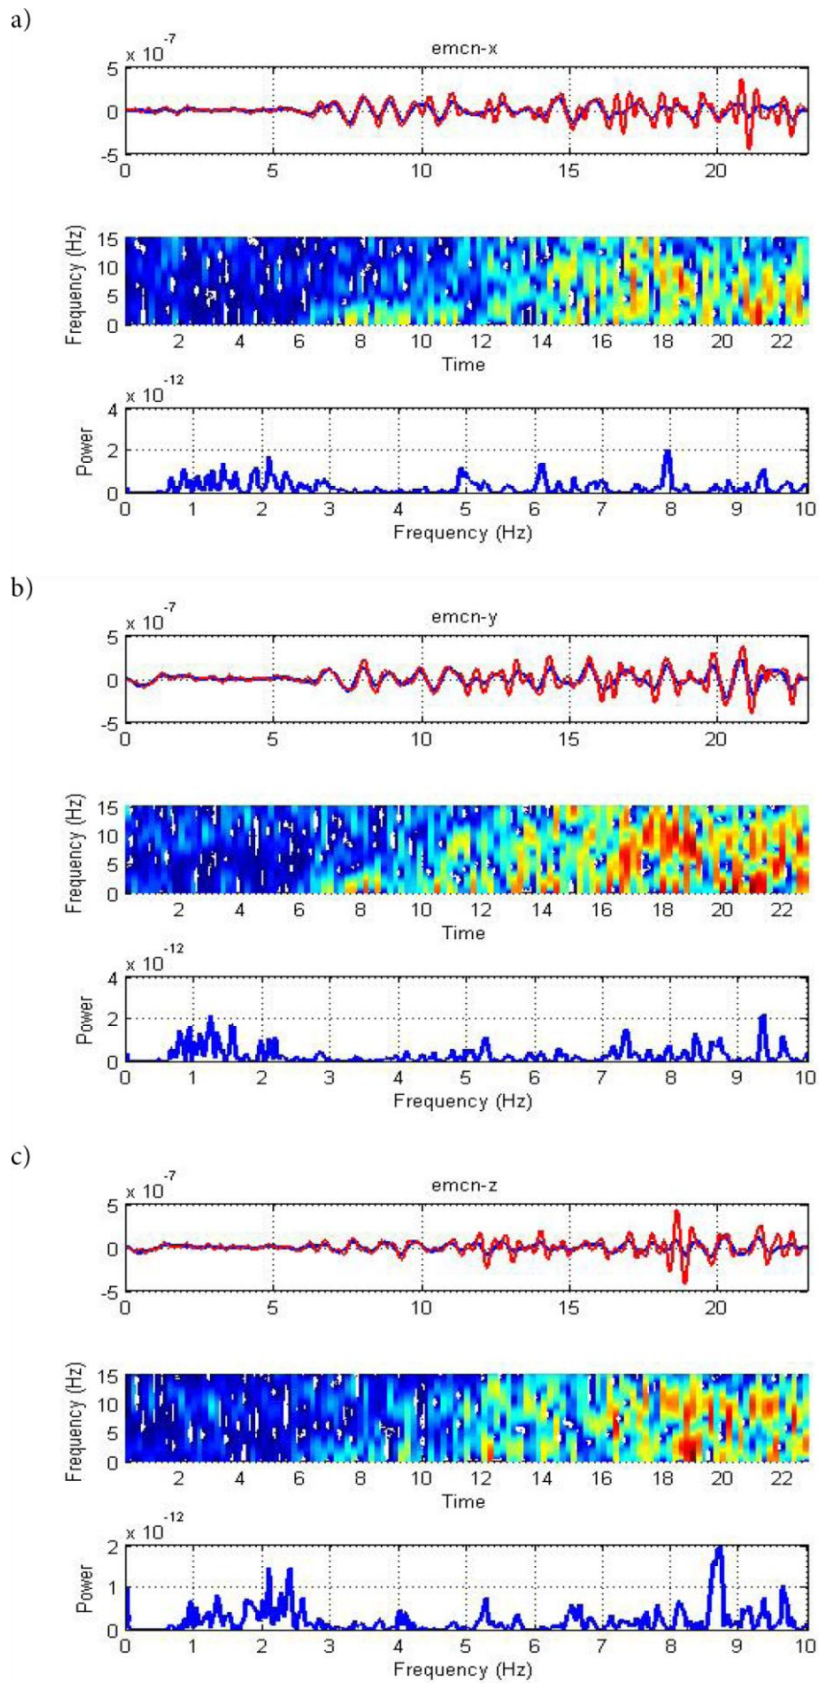 a)
x 10^-7
emcn-x
5
0
-5
0 5 10 15 20
Frequency (Hz)
15
10
5
0
2 4 6 8 10 12 14 16 18 20 22
Time
x 10^-12
Power
4
2
0
0 1 2 3 4 5 6 7 8 9 10
Frequency (Hz)
b)
x 10^-7
emcn-y
5
0
-5
0 5 10 15 20
Frequency (Hz)
15
10
5
0
2 4 6 8 10 12 14 16 18 20 22
Time
x 10^-12
Power
4
2
0
0 1 2 3 4 5 6 7 8 9 10
Frequency (Hz)
c)
x 10^-7
emcn-z
5
0
-5
0 5 10 15 20
Frequency (Hz)
15
10
5
0
2 4 6 8 10 12 14 16 18 20 22
Time
x 10^-12
Power
2
1
0
0 1 2 3 4 5 6 7 8 9 10
Frequency (Hz)